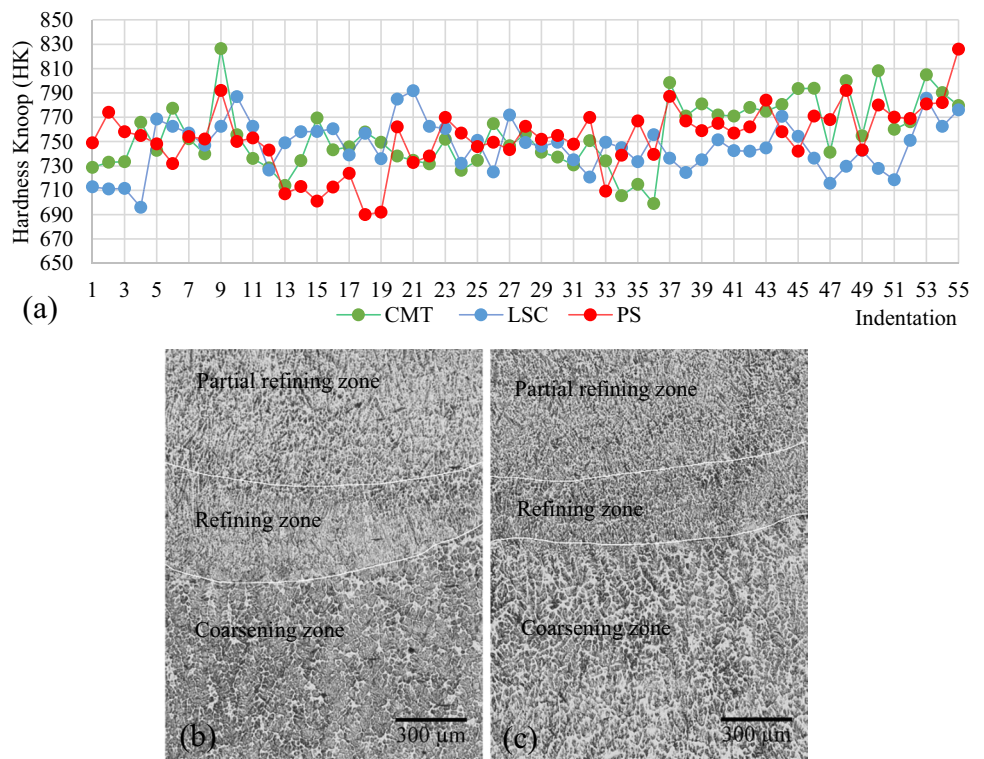 Hardness Knoop (HK)
850
830
810
790
770
750
730
710
690
670
650
1 3 5 7 9 11 13 15 17 19 21 23 25 27 29 31 33 35 37 39 41 43 45 47 49 51 53 55
(a)
CMT LSC PS
Indentation
Partial refining zone
Refining zone
Coarsening zone
(b)
300 μm
Partial refining zone
Refining zone
Coarsening zone
(c)
300 μm